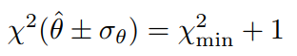 χ²(θ̂ ± σ_θ) = χ²_min + 1